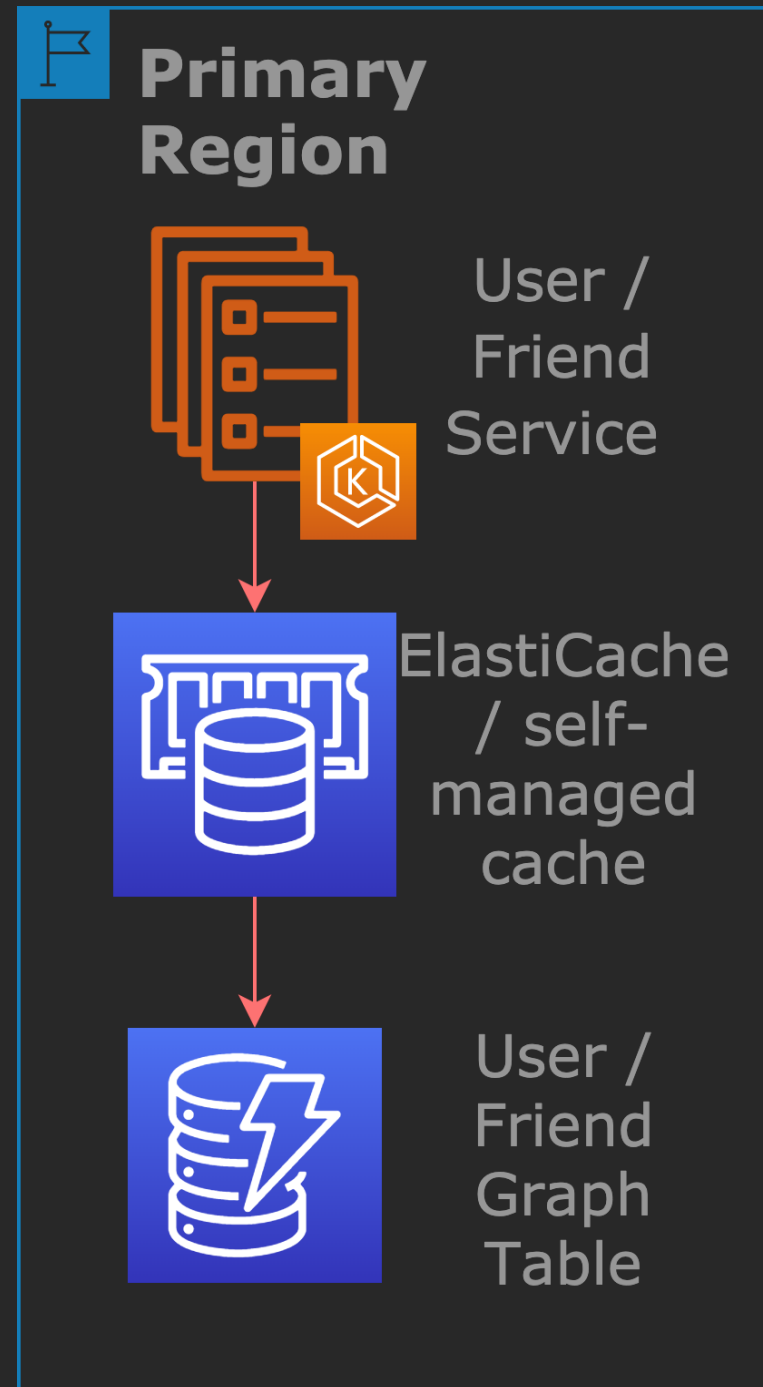 Primary
Region
User /
Friend
Service
K
ElastiCache
/ self-
managed
cache
User /
Friend
Graph
Table